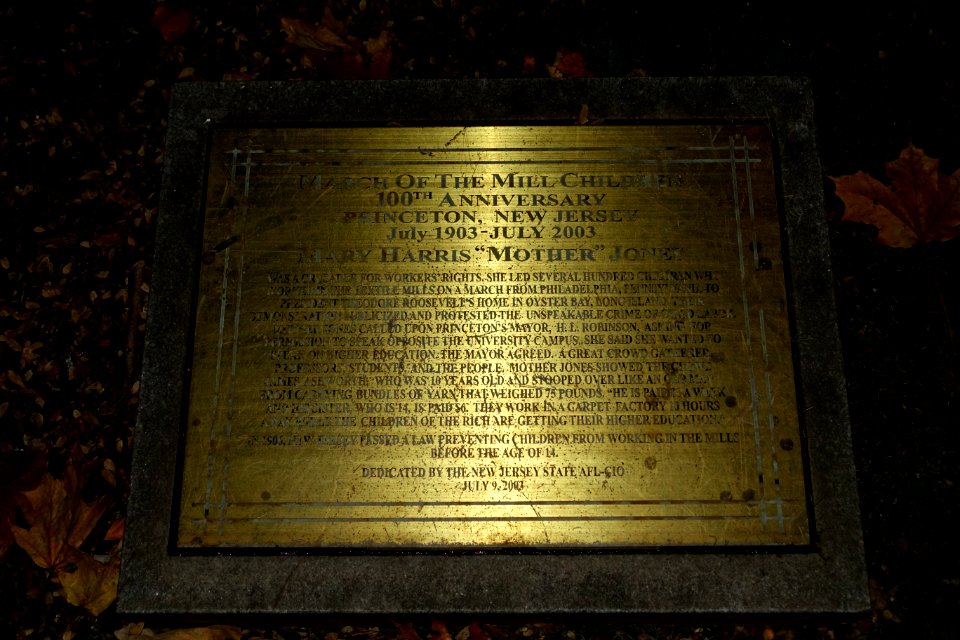 MARCH OF THE MILL CHILDREN
100TH ANNIVERSARY
PRINCETON, NEW JERSEY
July 1903-JULY 2003
MARY HARRIS "MOTHER" JONES
WAS A CRUSADER FOR WORKERS' RIGHTS. SHE LED SEVERAL HUNDRED CHILDREN WHO
WORKED IN THE TEXTILE MILLS ON A MARCH FROM PHILADELPHIA, PENNSYLVANIA, TO
PRESIDENT THEODORE ROOSEVELT'S HOME IN OYSTER BAY, LONG ISLAND. THEIR
DEMONSTRATION PUBLICIZED AND PROTESTED THE UNSPEAKABLE CRIME OF CHILD LABOR.
MOTHER JONES CALLED UPON PRINCETON'S MAYOR, H.L. ROBINSON, ASKING FOR
PERMISSION TO SPEAK OPPOSITE THE UNIVERSITY CAMPUS. SHE SAID SHE WANTED TO
SPEAK ON HIGHER EDUCATION. THE MAYOR AGREED. A GREAT CROWD GATHERED,
PROFESSORS, STUDENTS, AND THE PEOPLE. MOTHER JONES SHOWED THE CROWD
JAMES ASHWORTH, WHO WAS 10 YEARS OLD AND STOOPED OVER LIKE AN OLD MAN
FROM CARRYING BUNDLES OF YARN THAT WEIGHED 75 POUNDS. "HE IS PAID $3 A WEEK
AND HIS SISTER, WHO IS 14, IS PAID $6. THEY WORK IN A CARPET FACTORY 10 HOURS
A DAY WHILE THE CHILDREN OF THE RICH ARE GETTING THEIR HIGHER EDUCATION."
IN 1903, NEW JERSEY PASSED A LAW PREVENTING CHILDREN FROM WORKING IN THE MILLS
BEFORE THE AGE OF 14.
DEDICATED BY THE NEW JERSEY STATE AFL-CIO
JULY 9, 2003